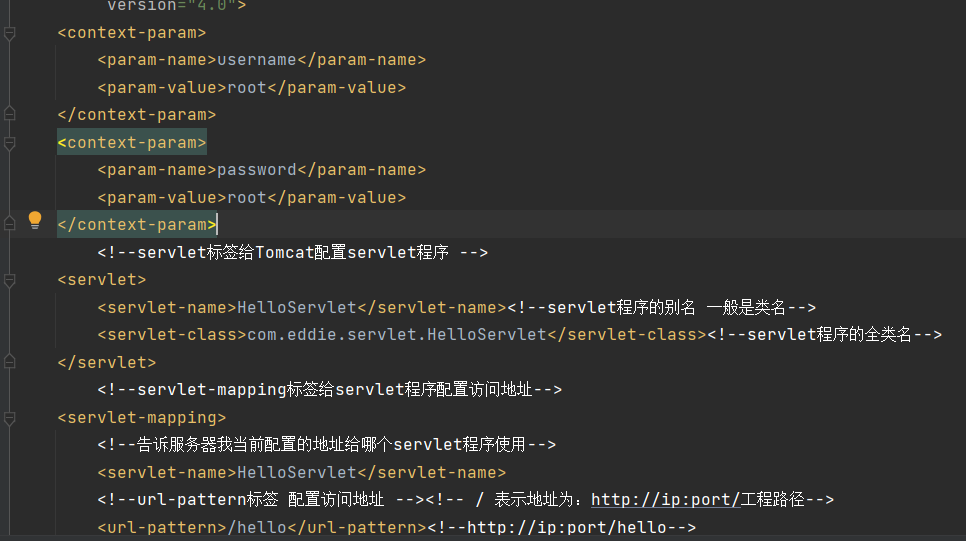 version="4.0">
<context-param>
<param-name>username</param-name>
<param-value>root</param-value>
</context-param>
<context-param>
<param-name>password</param-name>
<param-value>root</param-value>
</context-param>
<!--servlet标签给Tomcat配置servlet程序 -->
<servlet>
<servlet-name>HelloServlet</servlet-name><!--servlet程序的别名 一般是类名-->
<servlet-class>com.eddie.servlet.HelloServlet</servlet-class><!--servlet程序的全类名-->
</servlet>
<!--servlet-mapping标签给servlet程序配置访问地址-->
<servlet-mapping>
<!--告诉服务器我当前配置的地址给哪个servlet程序使用-->
<servlet-name>HelloServlet</servlet-name>
<!--url-pattern标签 配置访问地址 --><!-- / 表示地址为：http://ip:port/工程路径-->
<url-pattern>/hello</url-pattern><!--http://ip:port/hello-->